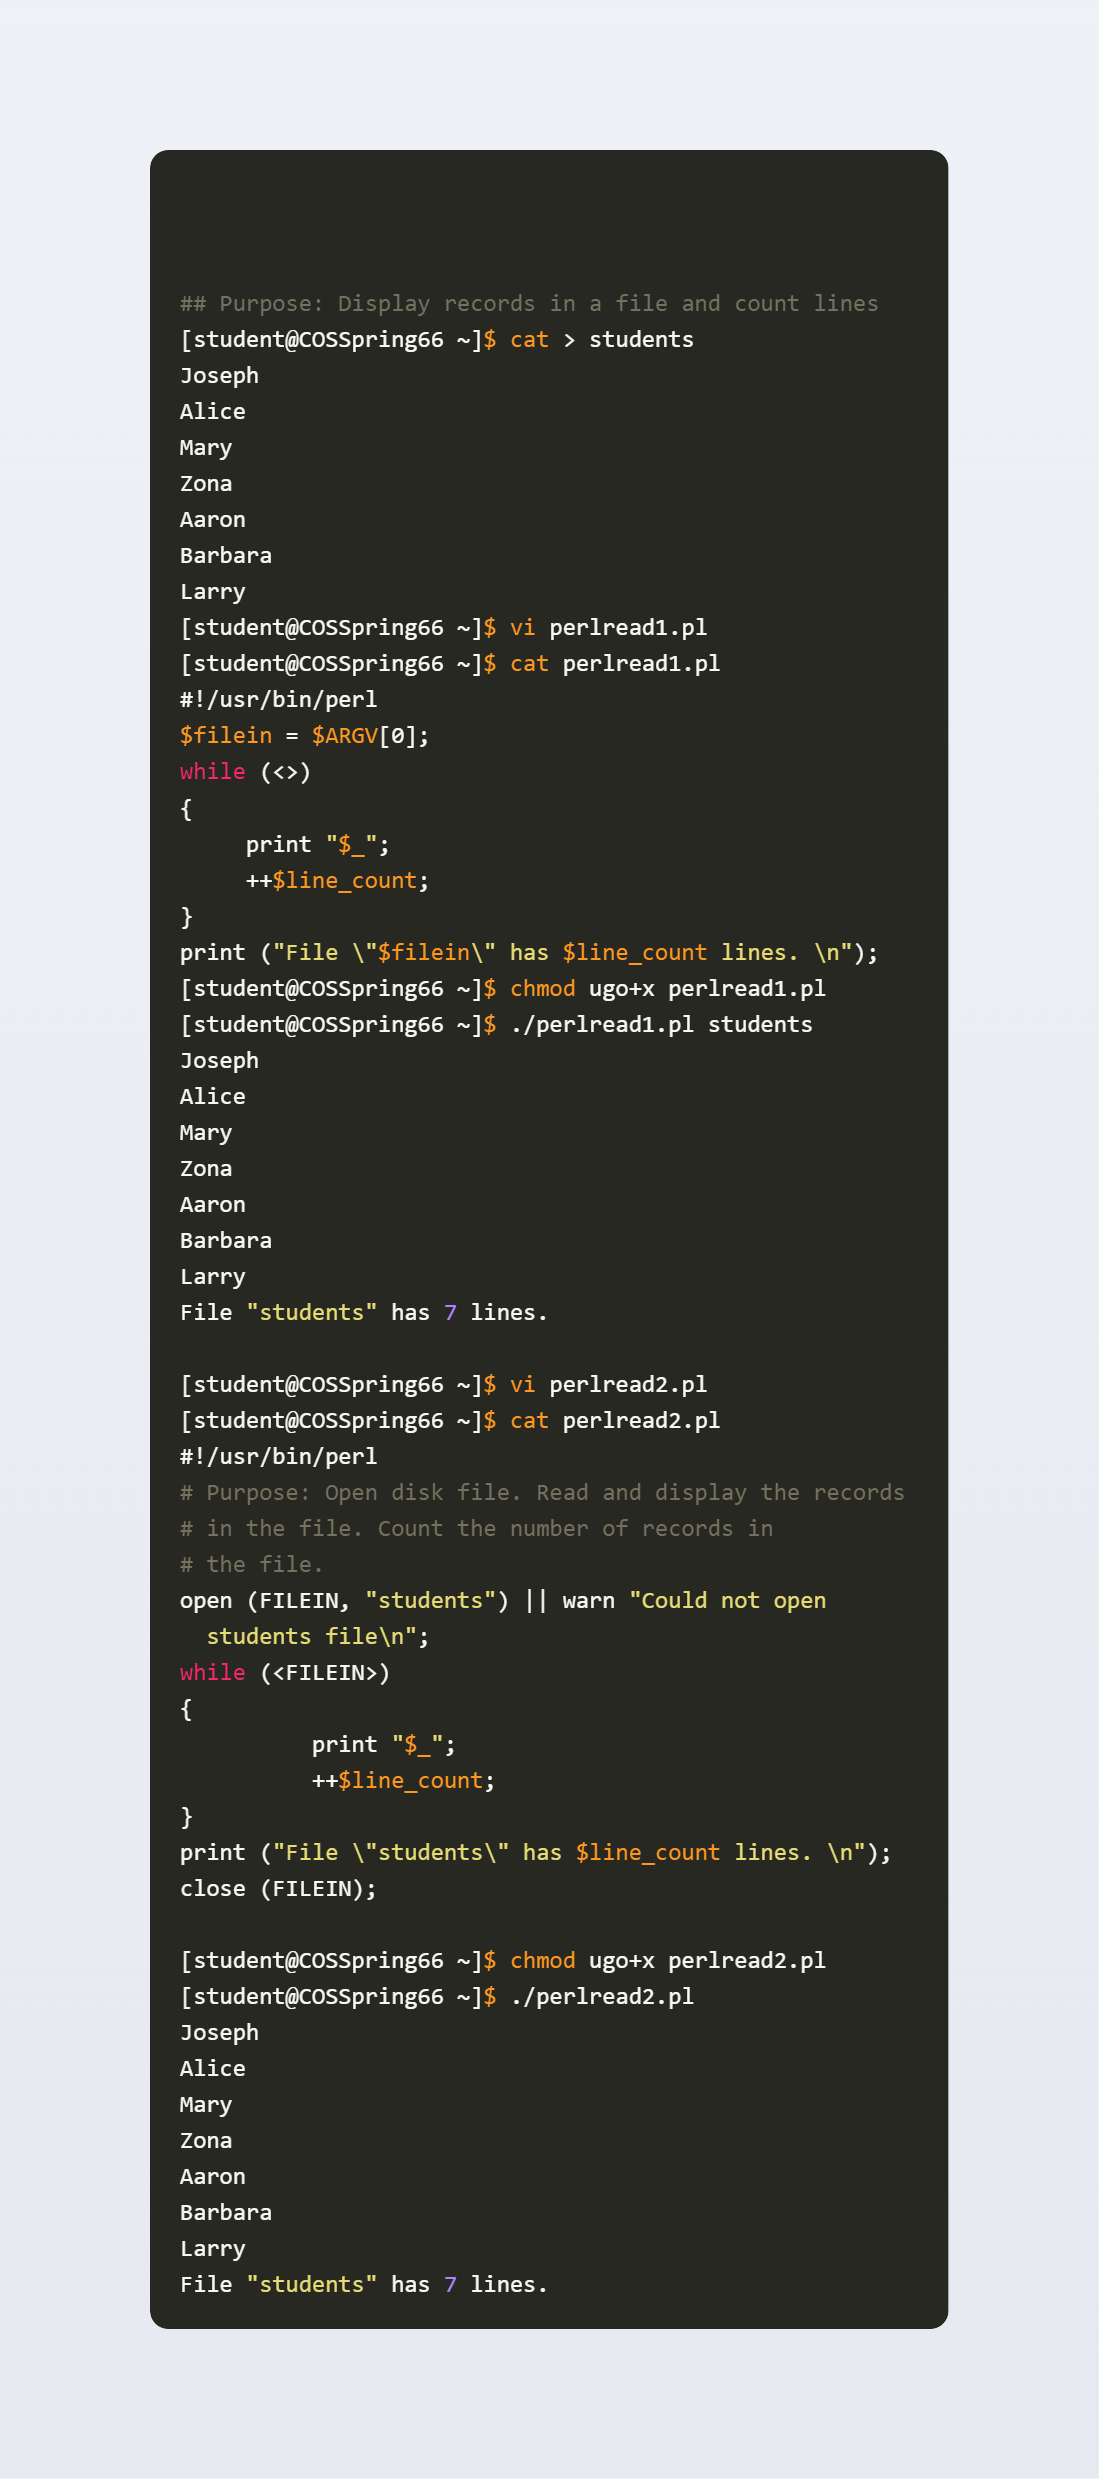 ## Purpose: Display records in a file and count lines
[student@COSSpring66 ~]$ cat > students
Joseph
Alice
Mary
Zona
Aaron
Barbara
Larry
[student@COSSpring66 ~]$ vi perlread1.pl
[student@COSSpring66 ~]$ cat perlread1.pl
#!/usr/bin/perl
$filein = $ARGV[0];
while (<>)
{
     print "$_";
     ++$line_count;
}
print ("File \"$filein\" has $line_count lines. \n");
[student@COSSpring66 ~]$ chmod ugo+x perlread1.pl
[student@COSSpring66 ~]$ ./perlread1.pl students
Joseph
Alice
Mary
Zona
Aaron
Barbara
Larry
File "students" has 7 lines.

[student@COSSpring66 ~]$ vi perlread2.pl
[student@COSSpring66 ~]$ cat perlread2.pl
#!/usr/bin/perl
# Purpose: Open disk file. Read and display the records
# in the file. Count the number of records in
# the file.
open (FILEIN, "students") || warn "Could not open
  students file\n";
while (<FILEIN>)
{
          print "$_";
          ++$line_count;
}
print ("File \"students\" has $line_count lines. \n");
close (FILEIN);

[student@COSSpring66 ~]$ chmod ugo+x perlread2.pl
[student@COSSpring66 ~]$ ./perlread2.pl
Joseph
Alice
Mary
Zona
Aaron
Barbara
Larry
File "students" has 7 lines.